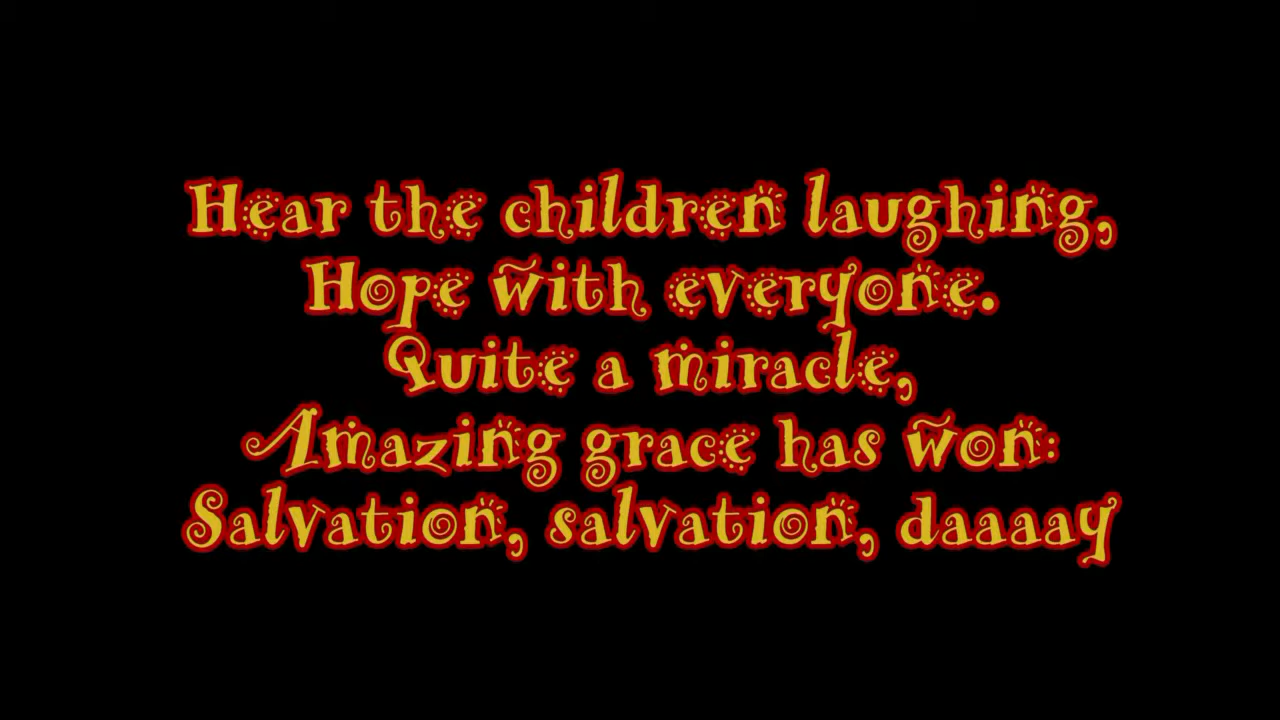 Hear the children laughing,
Hope with everyone.
Quite a miracle,
Amazing grace has won:
Salvation, salvation, daaaay